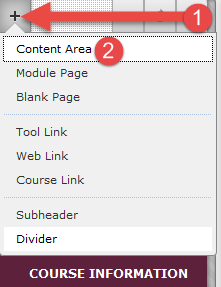 + 1
Content Area 2
Module Page
Blank Page
Tool Link
Web Link
Course Link
Subheader
Divider
COURSE INFORMATION